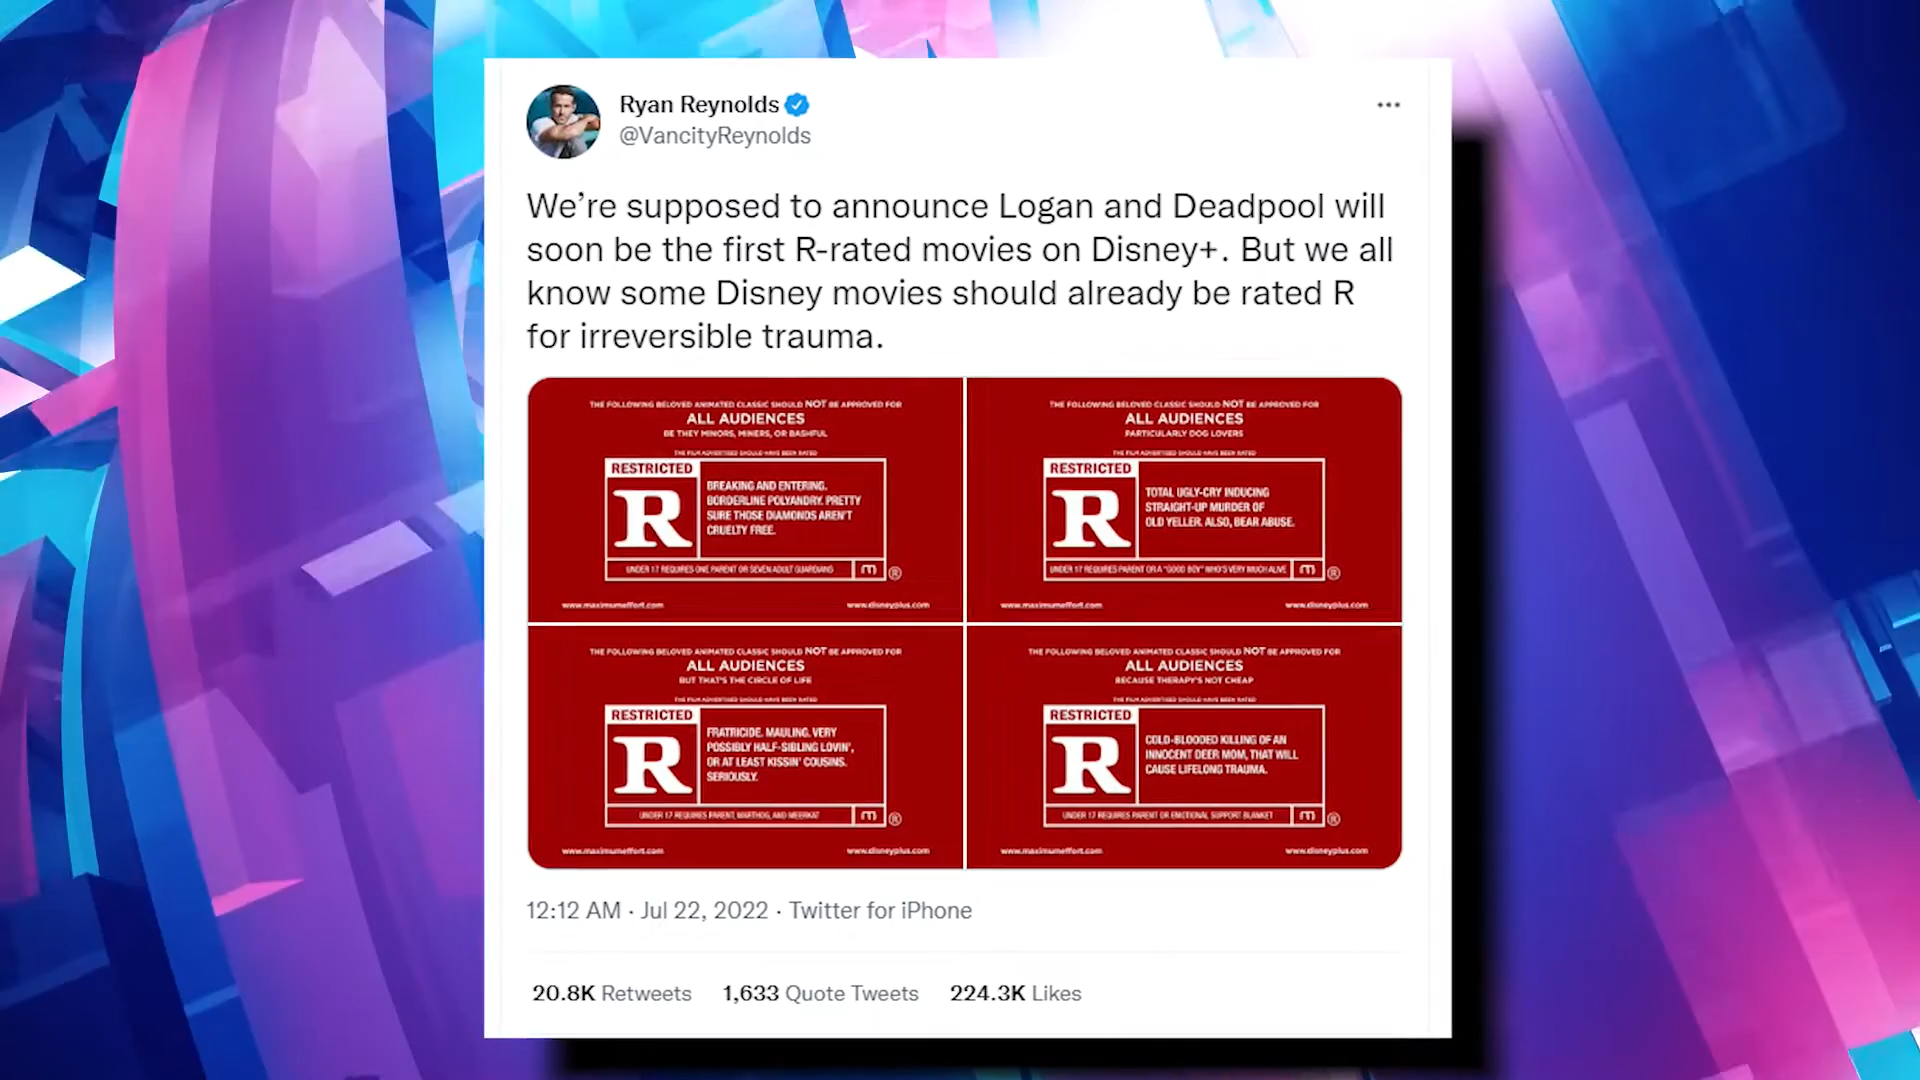 Ryan Reynolds
@VancityReynolds
We're supposed to announce Logan and Deadpool will
soon be the first R-rated movies on Disney+. But we all
know some Disney movies should already be rated R
for irreversible trauma.
THE FOLLOWING BELOVED ANIMATED CLASSIC SHOULD NOT BE APPROVED FOR
ALL AUDIENCES
BE THEY MINORS, MINERS, OR BASHFUL
THE FILM ADVERTISED SHOULD HAVE BEEN RATED
RESTRICTED
R
BREAKING AND ENTERING.
BORDERLINE POLYANDRY. PRETTY
SURE THOSE DIAMONDS AREN'T
CRUELTY FREE.
UNDER 17 REQUIRES ONE PARENT OR SEVEN ADULT GUARDIANS
m ®
www.maximumeffort.com www.disneyplus.com
THE FOLLOWING BELOVED CLASSIC SHOULD NOT BE APPROVED FOR
ALL AUDIENCES
PARTICULARLY DOG LOVERS
THE FILM ADVERTISED SHOULD HAVE BEEN RATED
RESTRICTED
R
TOTAL UGLY-CRY INDUCING
STRAIGHT-UP MURDER OF
OLD YELLER. ALSO, BEAR ABUSE.
UNDER 17 REQUIRES PARENT OR A "GOOD BOY" WHO'S VERY MUCH ALIVE
m ®
www.maximumeffort.com www.disneyplus.com
THE FOLLOWING BELOVED ANIMATED CLASSIC SHOULD NOT BE APPROVED FOR
ALL AUDIENCES
BUT THAT'S THE CIRCLE OF LIFE
THE FILM ADVERTISED SHOULD HAVE BEEN RATED
RESTRICTED
R
FRATRICIDE. MAULING. VERY
POSSIBLY HALF-SIBLING LOVIN',
OR AT LEAST KISSIN' COUSINS.
SERIOUSLY.
UNDER 17 REQUIRES PARENT, WARTHOG, AND MEERKAT
m ®
www.maximumeffort.com www.disneyplus.com
THE FOLLOWING BELOVED ANIMATED CLASSIC SHOULD NOT BE APPROVED FOR
ALL AUDIENCES
BECAUSE THERAPY'S NOT CHEAP
THE FILM ADVERTISED SHOULD HAVE BEEN RATED
RESTRICTED
R
COLD-BLOODED KILLING OF AN
INNOCENT DEER MOM, THAT WILL
CAUSE LIFELONG TRAUMA.
UNDER 17 REQUIRES PARENT OR EMOTIONAL SUPPORT BLANKET
m ®
www.maximumeffort.com www.disneyplus.com
12:12 AM · Jul 22, 2022 · Twitter for iPhone
20.8K Retweets 1,633 Quote Tweets 224.3K Likes